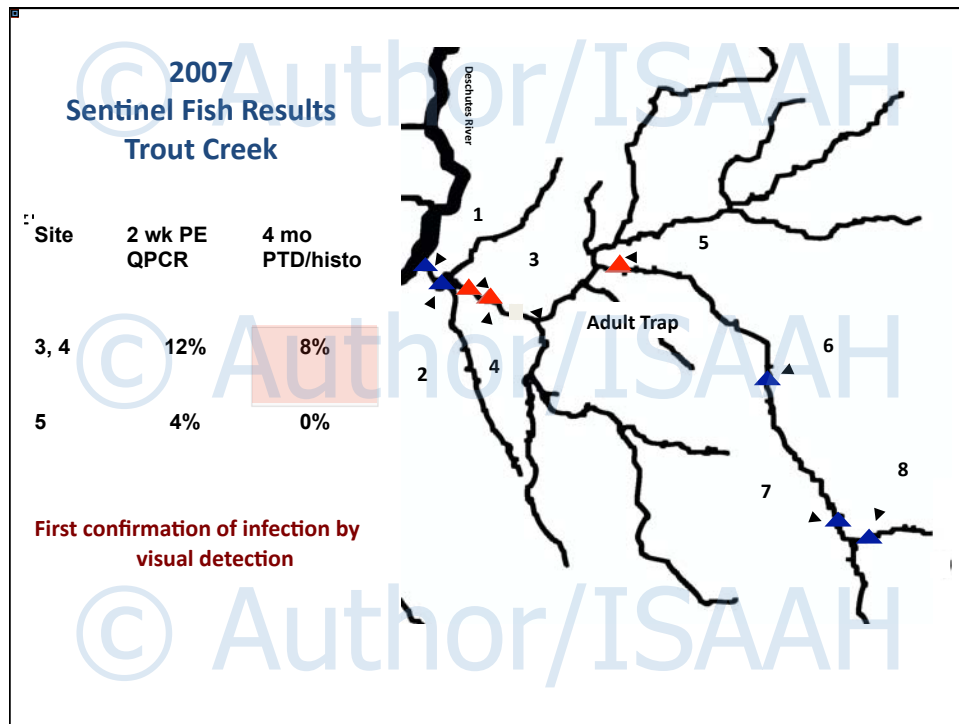 © Author/ISAAH
2007
Sentinel Fish Results
Trout Creek
Site
2 wk PE
QPCR
4 mo
PTD/histo
3, 4
12%
8%
5
4%
0%
First confirmation of infection by
visual detection
Deschutes River
1
3
5
Adult Trap
2
4
6
7
8
© Author/ISAAH
© Author/ISAAH